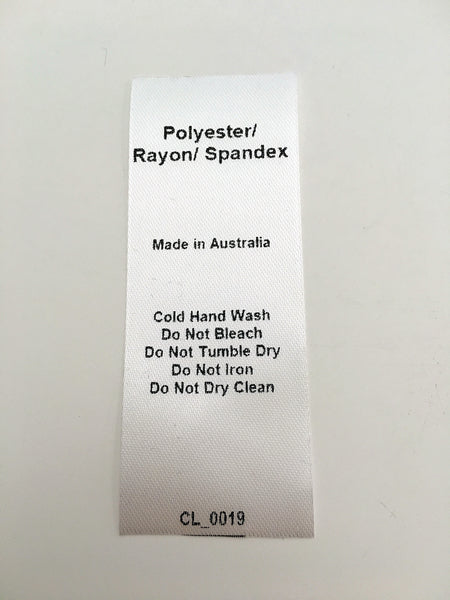 Polyester/
Rayon/ Spandex
Made in Australia
Cold Hand Wash
Do Not Bleach
Do Not Tumble Dry
Do Not Iron
Do Not Dry Clean
CL_0019